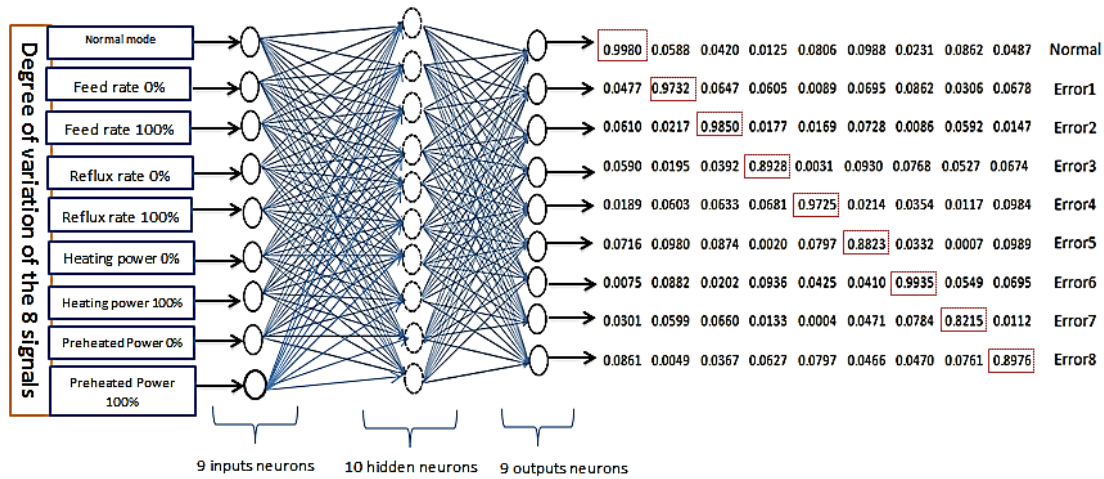 Degree of variation of the 8 signals
Normal mode
Feed rate 0%
Feed rate 100%
Reflux rate 0%
Reflux rate 100%
Heating power 0%
Heating power 100%
Preheated Power 0%
Preheated Power
100%
0.9980 0.0588 0.0420 0.0125 0.0806 0.0988 0.0231 0.0862 0.0487 Normal
0.0477 0.9732 0.0647 0.0605 0.0089 0.0695 0.0862 0.0306 0.0678 Error1
0.0610 0.0217 0.9850 0.0177 0.0169 0.0728 0.0086 0.0592 0.0147 Error2
0.0590 0.0195 0.0392 0.8928 0.0031 0.0930 0.0768 0.0527 0.0674 Error3
0.0189 0.0603 0.0633 0.0681 0.9725 0.0214 0.0354 0.0117 0.0984 Error4
0.0716 0.0980 0.0874 0.0020 0.0797 0.8823 0.0332 0.0007 0.0989 Error5
0.0075 0.0882 0.0202 0.0936 0.0425 0.0410 0.9935 0.0549 0.0695 Error6
0.0301 0.0599 0.0660 0.0133 0.0004 0.0471 0.0784 0.8215 0.0112 Error7
0.0861 0.0049 0.0367 0.0627 0.0797 0.0466 0.0470 0.0761 0.8976 Error8
9 inputs neurons
10 hidden neurons
9 outputs neurons